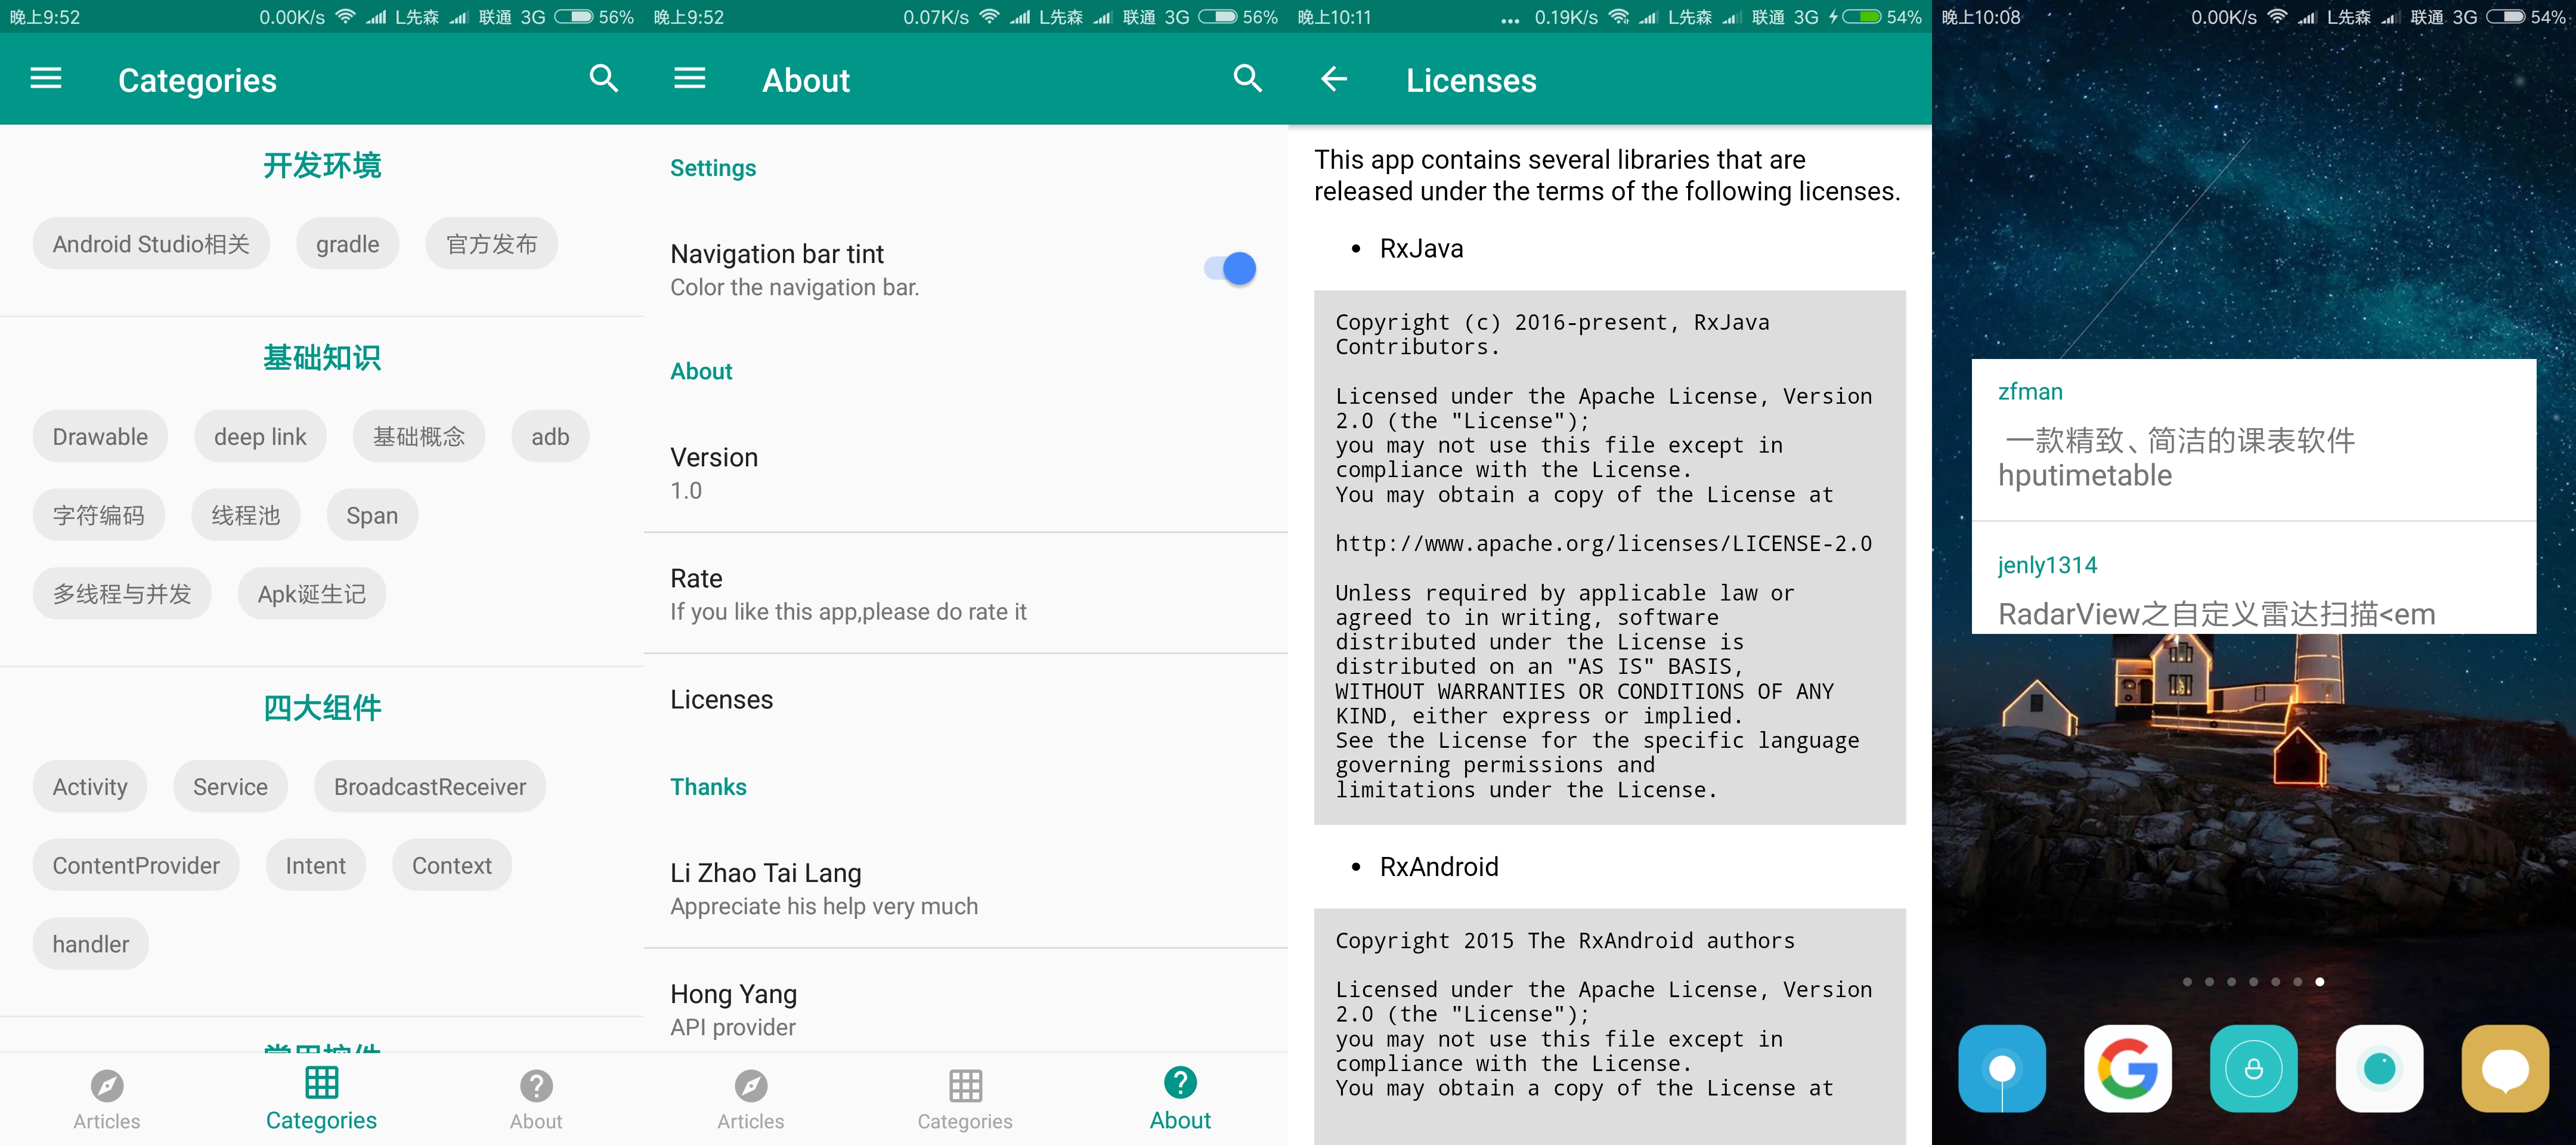 晚上9:52 0.00K/s L先森 联通 3G 56%
Categories
开发环境
Android Studio相关 gradle 官方发布
基础知识
Drawable deep link 基础概念 adb
字符编码 线程池 Span
多线程与并发 Apk诞生记
四大组件
Activity Service BroadcastReceiver
ContentProvider Intent Context
handler
常用控件
Articles Categories About
晚上9:52 0.07K/s L先森 联通 3G 56%
About
Settings
Navigation bar tint
Color the navigation bar.
About
Version
1.0
Rate
If you like this app,please do rate it
Licenses
Thanks
Li Zhao Tai Lang
Appreciate his help very much
Hong Yang
API provider
Articles Categories About
晚上10:11 ... 0.19K/s L先森 联通 3G 54%
Licenses
This app contains several libraries that are
released under the terms of the following licenses.
• RxJava
Copyright (c) 2016-present, RxJava
Contributors.
Licensed under the Apache License, Version
2.0 (the "License");
you may not use this file except in
compliance with the License.
You may obtain a copy of the License at
http://www.apache.org/licenses/LICENSE-2.0
Unless required by applicable law or
agreed to in writing, software
distributed under the License is
distributed on an "AS IS" BASIS,
WITHOUT WARRANTIES OR CONDITIONS OF ANY
KIND, either express or implied.
See the License for the specific language
governing permissions and
limitations under the License.
• RxAndroid
Copyright 2015 The RxAndroid authors
Licensed under the Apache License, Version
2.0 (the "License");
you may not use this file except in
compliance with the License.
You may obtain a copy of the License at
晚上10:08 0.00K/s L先森 联通 3G 54%
zfman
一款精致、简洁的课表软件
hputimetable
jenly1314
RadarView之自定义雷达扫描<em
G